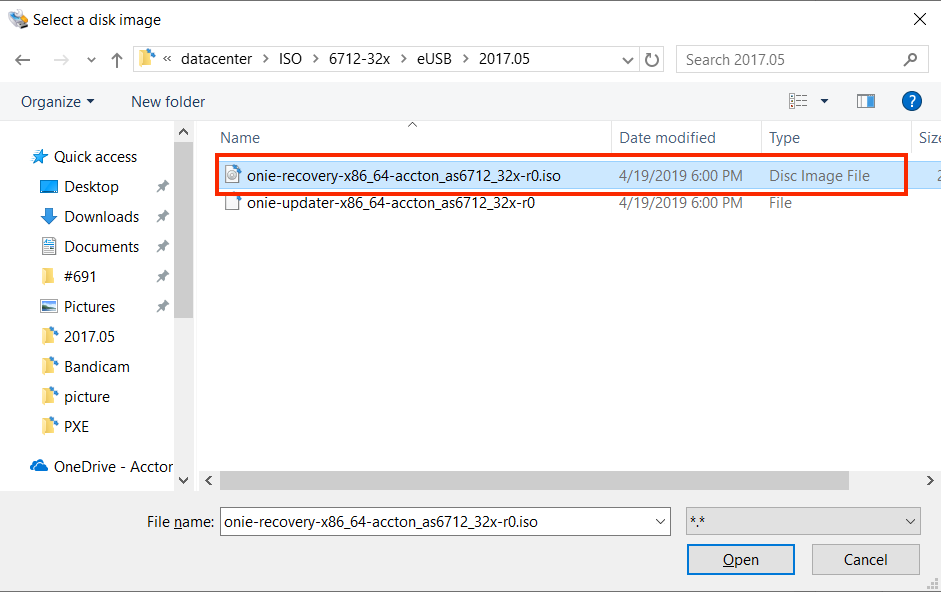 Select a disk image
« datacenter > ISO > 6712-32x > eUSB > 2017.05
Search 2017.05
Organize
New folder
?
Name
Date modified
Type
Size
onie-recovery-x86_64-accton_as6712_32x-r0.iso 4/19/2019 6:00 PM Disc Image File 2
onie-updater-x86_64-accton_as6712_32x-r0 4/19/2019 6:00 PM File
Quick access
Desktop
Downloads
Documents
#691
Pictures
2017.05
Bandicam
picture
PXE
OneDrive - Accton
File name: onie-recovery-x86_64-accton_as6712_32x-r0.iso
*.*
Open
Cancel